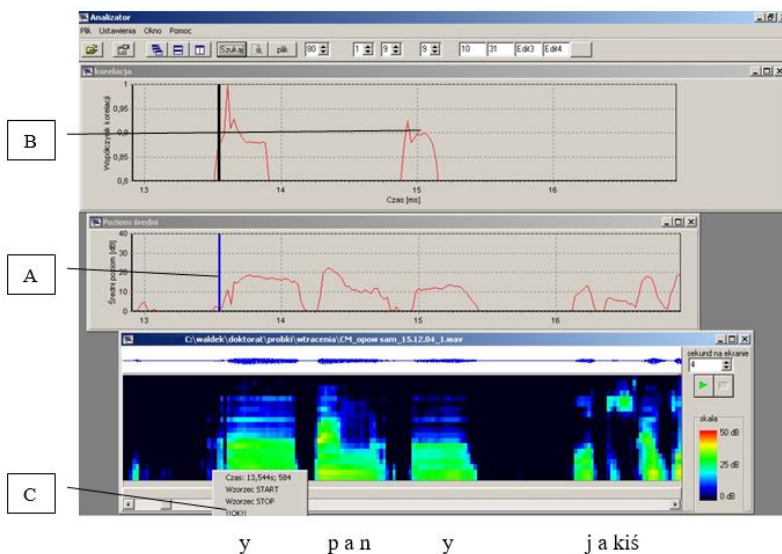 Analizator
Plik Ustawienia Okno Pomoc
Szukaj plik 80 1 9 9 10 31 Edit3 Edit4
korelacja
Współczynnik korelacji
1
0,95
0,9
0,85
0,8
13 14 15 16
Czas [ms]
B
Poziom średni
Średni poziom [dB]
40
30
20
10
0
13 14 15 16
A
C:\waldek\doktorat\probki\wtracenia\CM_opow sam_15.12.04_1.wav
sekund na ekranie
4
skala
50 dB
25 dB
0 dB
Czas: 13,544s; 584
Wzorzec START
Wzorzec STOP
!!OK!!
C
y p a n y j a kiś